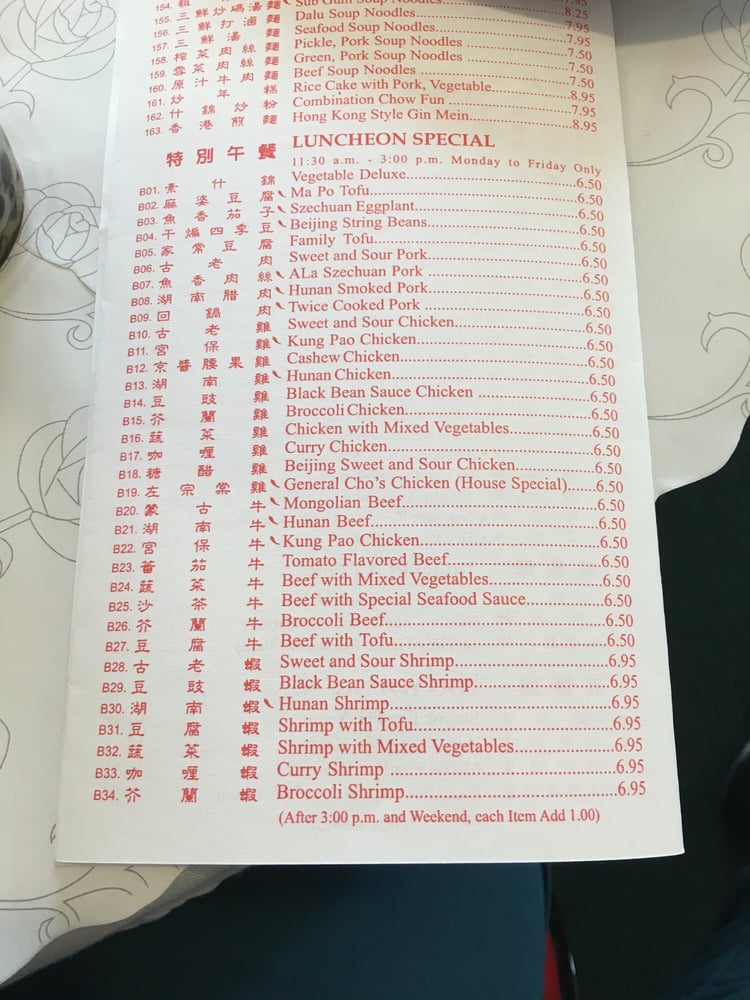 154. 粗
155. 三鮮炒碼湯麵 Sub Gum Soup Noodles.....7.95
156. 三鮮打滷麵 Dalu Soup Noodles.....8.25
157. 三鮮湯麵 Seafood Soup Noodles.....7.95
158. 榨菜肉絲麵 Pickle, Pork Soup Noodles.....7.50
159. 雪菜肉絲麵 Green, Pork Soup Noodles.....7.50
160. 原汁牛肉麵 Beef Soup Noodles.....7.50
161. 炒年糕 Rice Cake with Pork, Vegetable.....8.95
162. 什錦炒粉 Combination Chow Fun.....7.95
163. 香港煎麵 Hong Kong Style Gin Mein.....8.95
特別午餐 LUNCHEON SPECIAL
11:30 a.m. - 3:00 p.m. Monday to Friday Only
B01. 素什錦 Vegetable Deluxe.....6.50
B02. 麻婆豆腐 Ma Po Tofu.....6.50
B03. 魚香茄子 Szechuan Eggplant.....6.50
B04. 干煸四季豆 Beijing String Beans.....6.50
B05. 家常豆腐 Family Tofu.....6.50
B06. 古老肉 Sweet and Sour Pork.....6.50
B07. 魚香肉絲 ALa Szechuan Pork.....6.50
B08. 湖南腊肉 Hunan Smoked Pork.....6.50
B09. 回鍋肉 Twice Cooked Pork.....6.50
B10. 古老雞 Sweet and Sour Chicken.....6.50
B11. 宮保雞 Kung Pao Chicken.....6.50
B12. 京醬腰果雞 Cashew Chicken.....6.50
B13. 湖南雞 Hunan Chicken.....6.50
B14. 豆豉雞 Black Bean Sauce Chicken.....6.50
B15. 芥蘭雞 Broccoli Chicken.....6.50
B16. 蔬菜雞 Chicken with Mixed Vegetables.....6.50
B17. 咖喱雞 Curry Chicken.....6.50
B18. 糖醋雞 Beijing Sweet and Sour Chicken.....6.50
B19. 左宗棠雞 General Cho's Chicken (House Special).....6.50
B20. 蒙古牛 Mongolian Beef.....6.50
B21. 湖南牛 Hunan Beef.....6.50
B22. 宮保牛 Kung Pao Chicken.....6.50
B23. 蕃茄牛 Tomato Flavored Beef.....6.50
B24. 蔬菜牛 Beef with Mixed Vegetables.....6.50
B25. 沙茶牛 Beef with Special Seafood Sauce.....6.50
B26. 芥蘭牛 Broccoli Beef.....6.50
B27. 豆腐牛 Beef with Tofu.....6.50
B28. 古老蝦 Sweet and Sour Shrimp.....6.95
B29. 豆豉蝦 Black Bean Sauce Shrimp.....6.95
B30. 湖南蝦 Hunan Shrimp.....6.95
B31. 豆腐蝦 Shrimp with Tofu.....6.95
B32. 蔬菜蝦 Shrimp with Mixed Vegetables.....6.95
B33. 咖喱蝦 Curry Shrimp.....6.95
B34. 芥蘭蝦 Broccoli Shrimp.....6.95
(After 3:00 p.m. and Weekend, each Item Add 1.00)